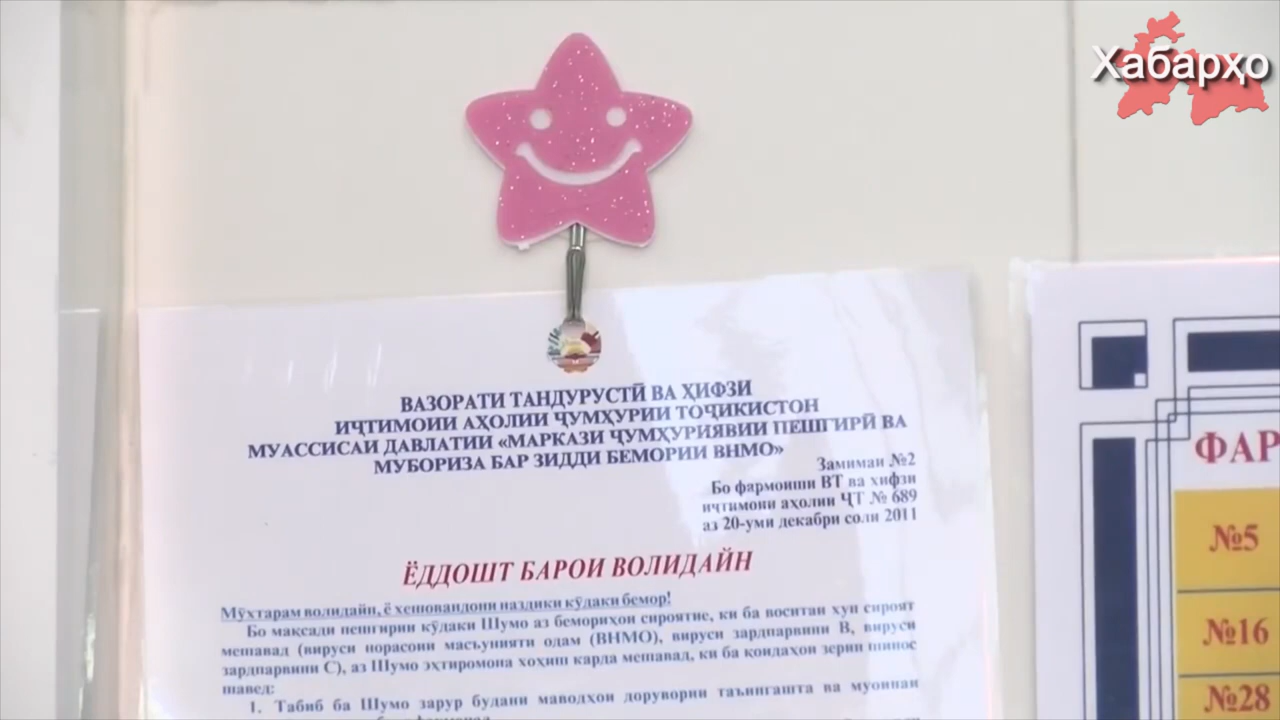 Хабарҳо
ВАЗОРАТИ ТАНДУРУСТӢ ВА ҲИФЗИ
ИҶТИМОИИ АҲОЛИИ ҶУМҲУРИИ ТОҶИКИСТОН
МУАССИСАИ ДАВЛАТИИ «МАРКАЗИ ҶУМҲУРИЯВИИ ПЕШГИРӢ ВА
МУБОРИЗА БАР ЗИДДИ БЕМОРИИ ВНМО»
Замимаи №2
Бо фармоиши ВТ ва ҳифзи
иҷтимоии аҳолии ҶТ № 689
аз 20-уми декабри соли 2011
ЁДДОШТ БАРОИ ВОЛИДАЙН
Мӯхтарам волидайн, ё хешовандони наздики кӯдаки бемор!
Бо мақсади пешгирии кӯдаки Шумо аз бемориҳои сироятие, ки ба воситаи хун сироят
мешавад (вируси норасоии масъунияти одам (ВНМО), вируси зардпарвини В, вируси
зардпарвини С), аз Шумо эҳтиромона хоҳиш карда мешавад, ки ба қоидаҳои зерин шинос
шавед:
1. Табиб ба Шумо зарур будани маводҳои дорувории таъингашта ва муоинаи
ФАР
№5
№16
№28